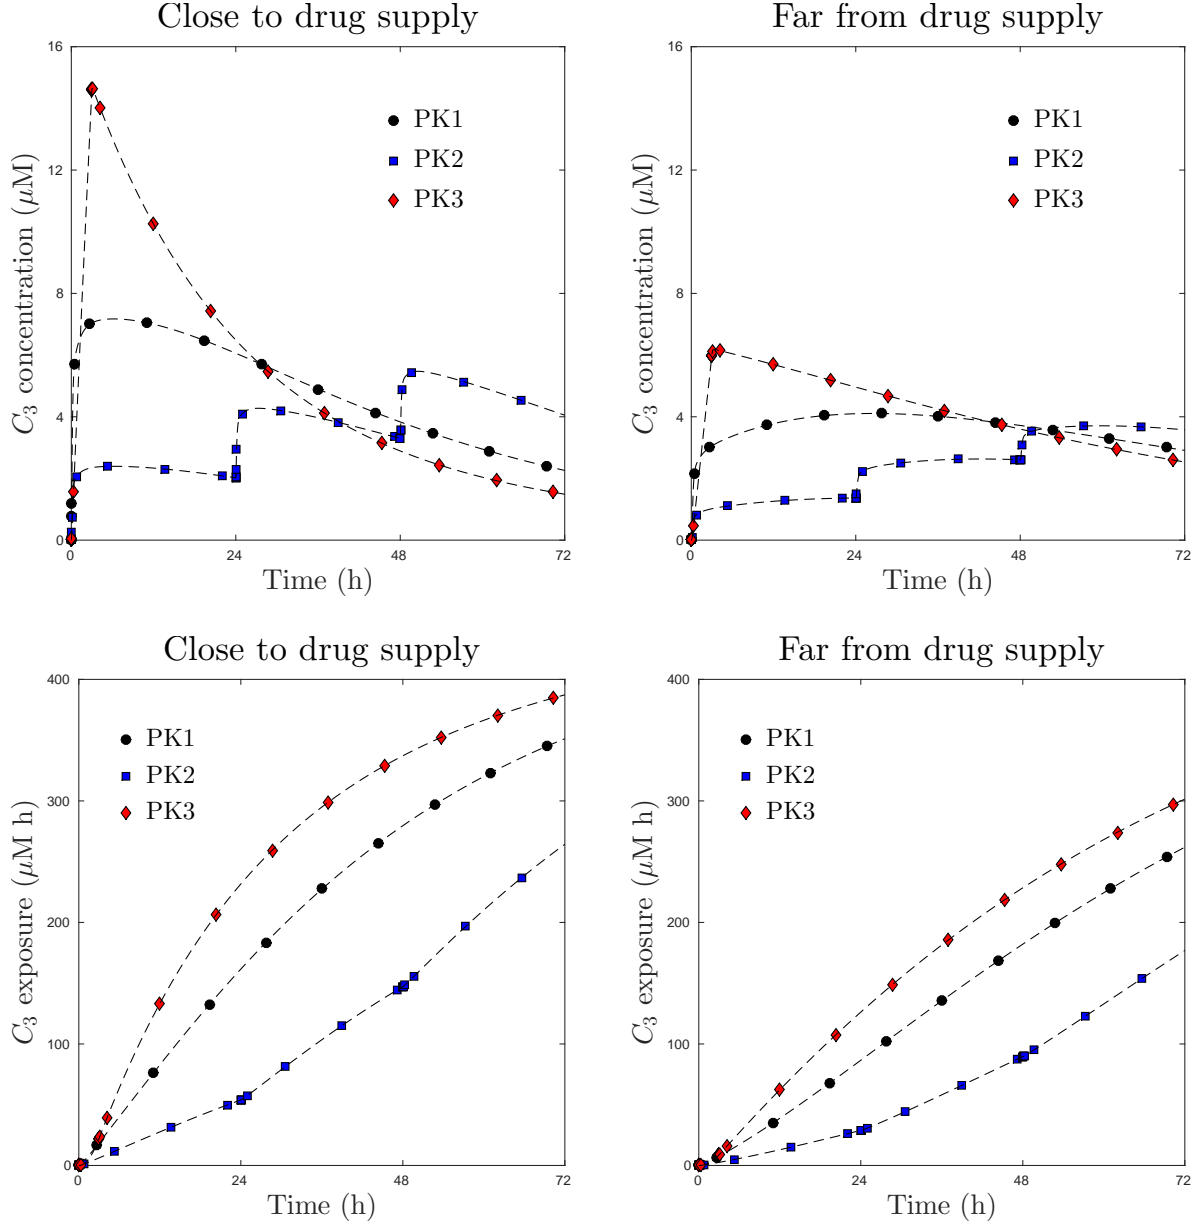 Close to drug supply
C3 concentration (μM)
16
12
8
4
0
PK1
PK2
PK3
0 24 48 72
Time (h)
Far from drug supply
C3 concentration (μM)
16
12
8
4
0
PK1
PK2
PK3
0 24 48 72
Time (h)
Close to drug supply
C3 exposure (μM h)
400
300
200
100
0
PK1
PK2
PK3
0 24 48 72
Time (h)
Far from drug supply
C3 exposure (μM h)
400
300
200
100
0
PK1
PK2
PK3
0 24 48 72
Time (h)